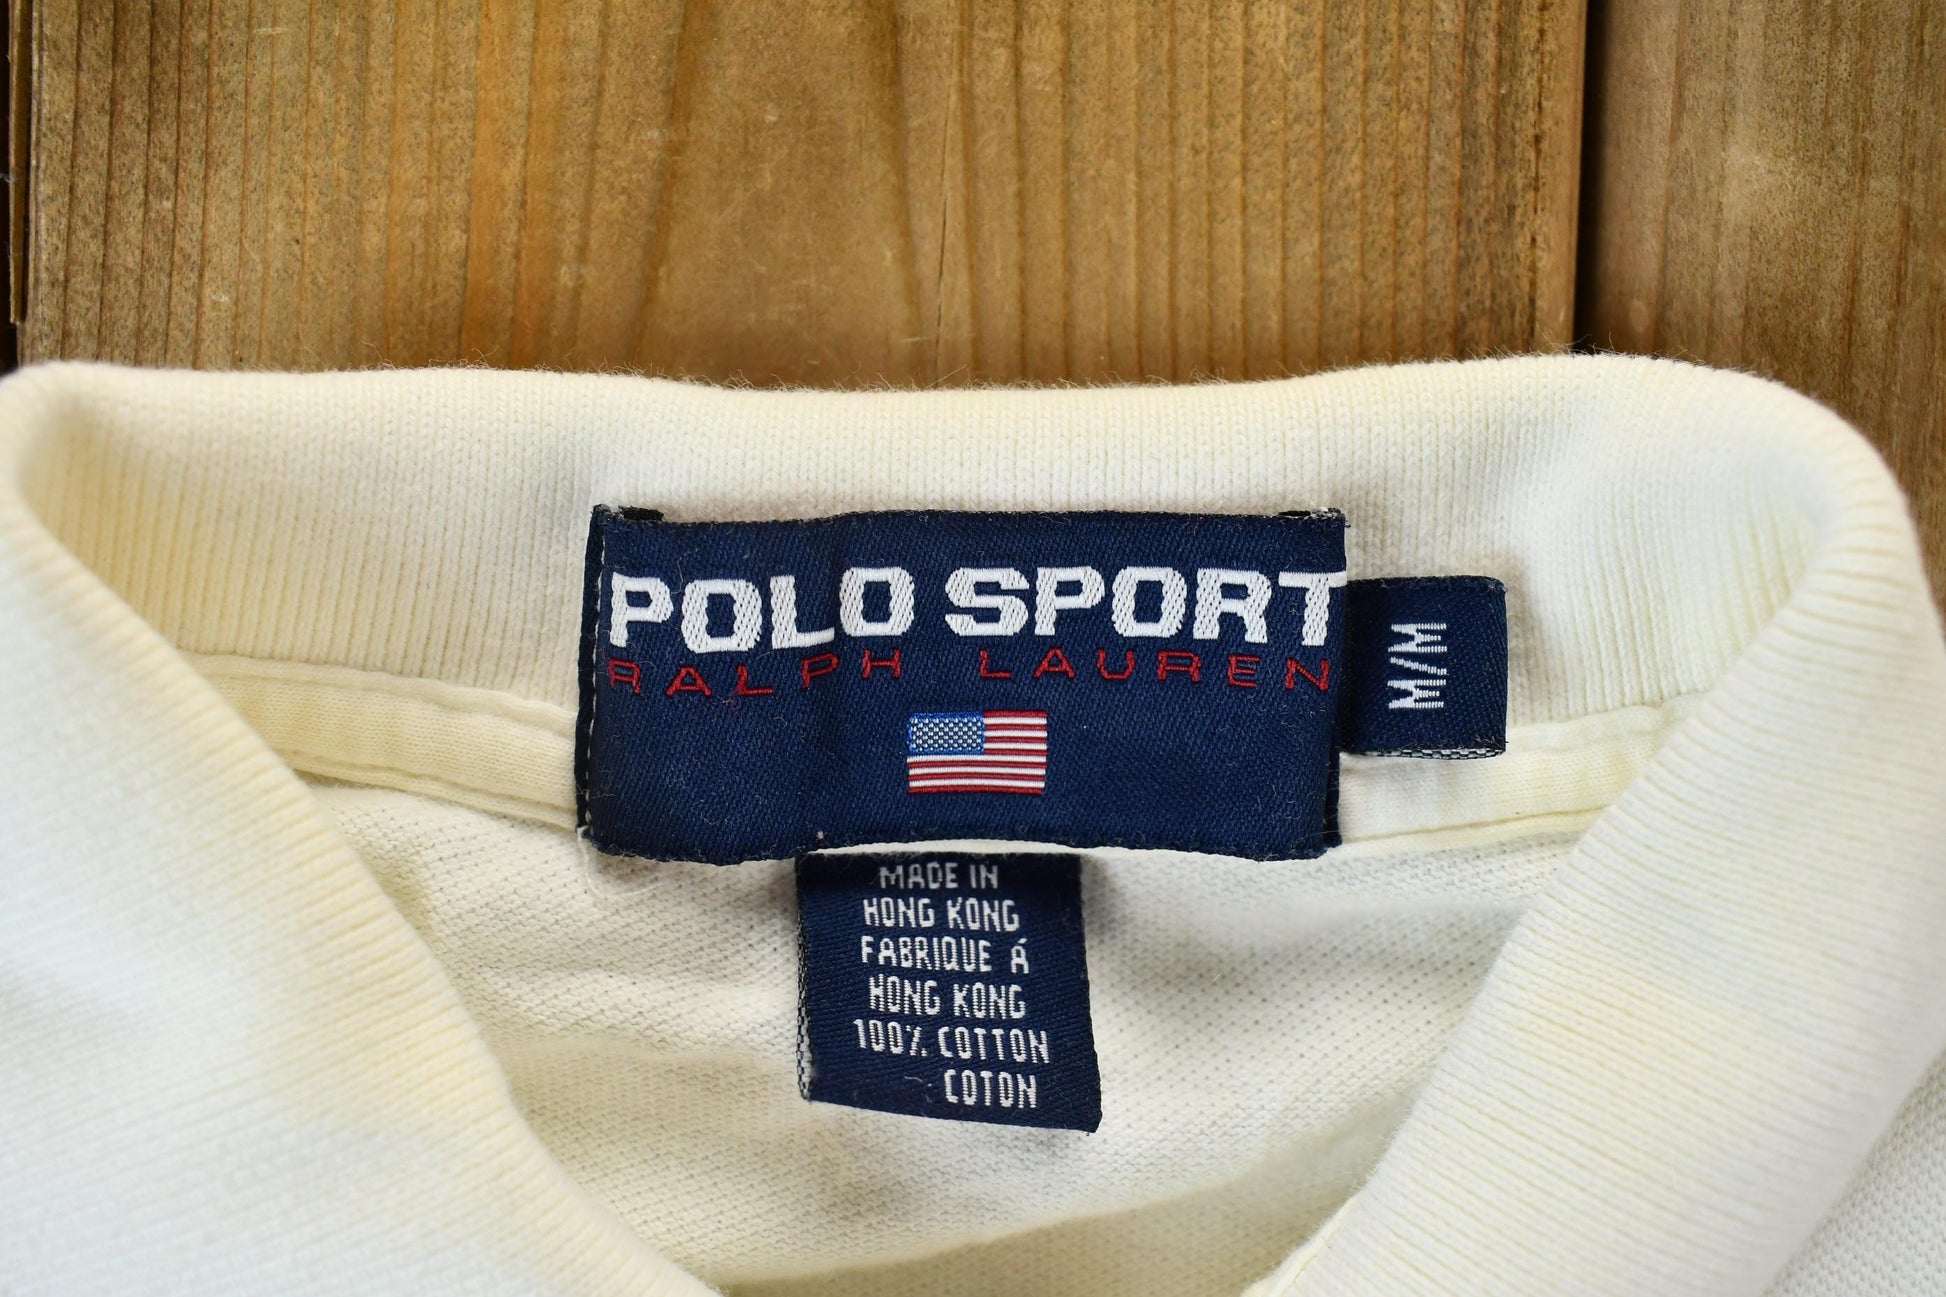 POLO SPORT
RALPH LAUREN
M/M
MADE IN
HONG KONG
FABRIQUE Á
HONG KONG
100% COTTON
COTON